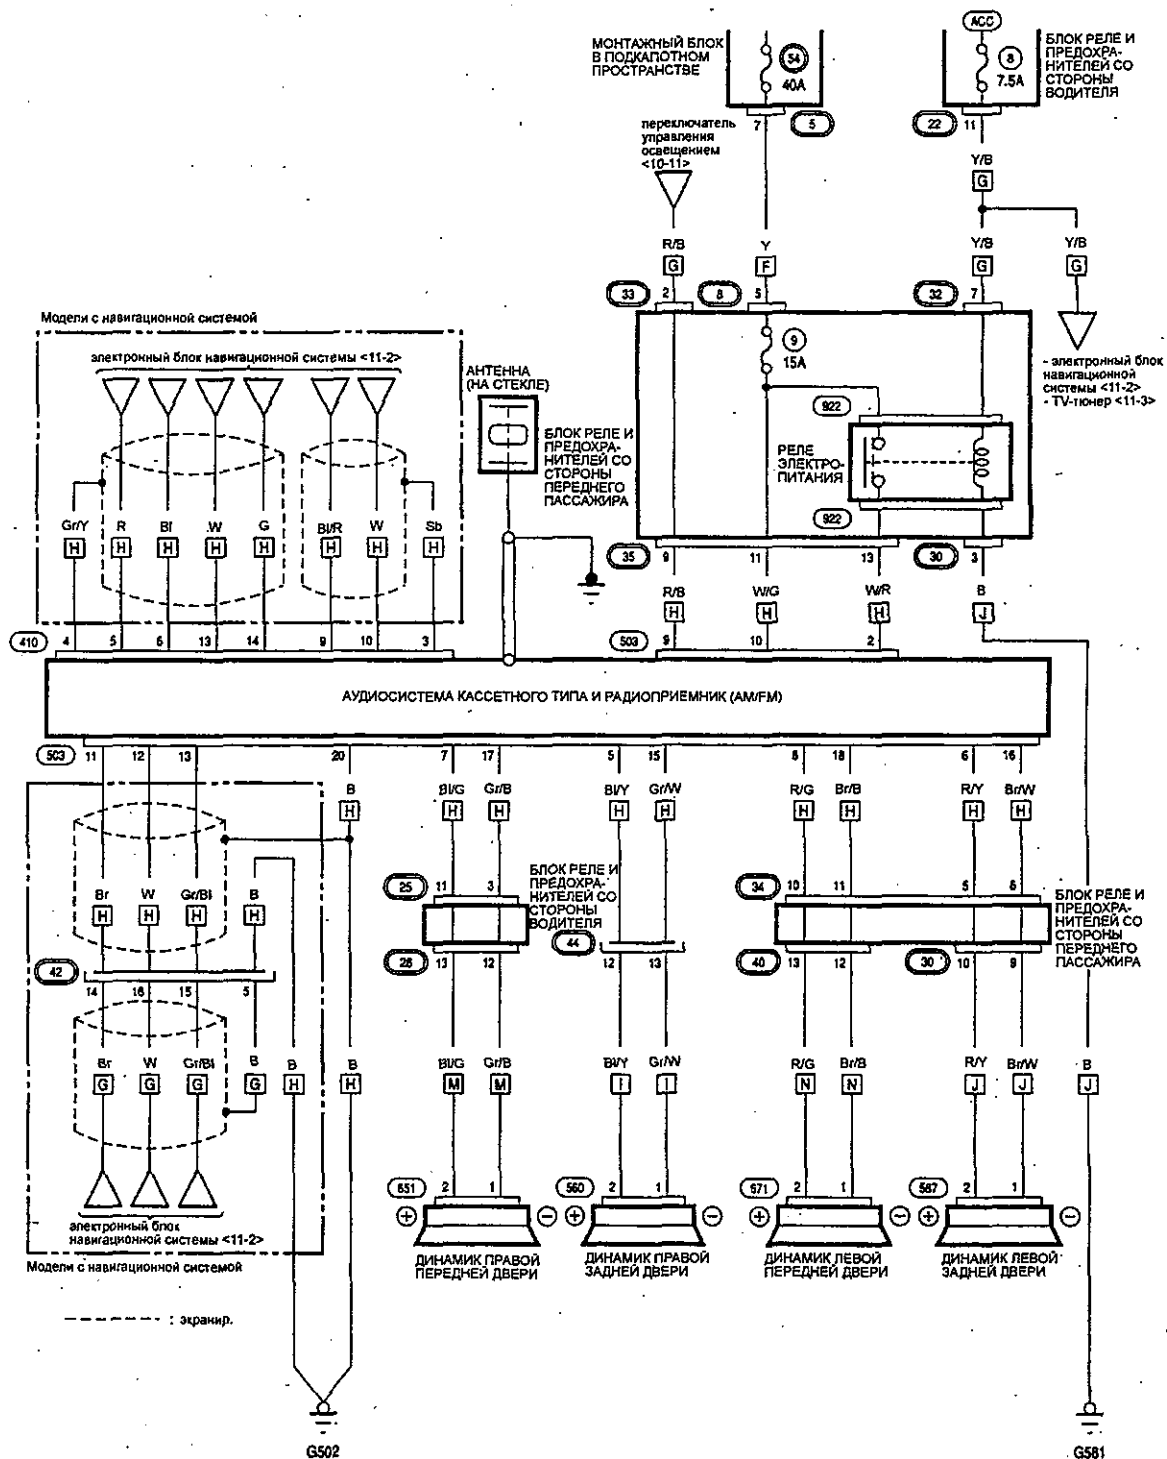 ACC
МОНТАЖНЫЙ БЛОК
В ПОДКАПОТНОМ
ПРОСТРАНСТВЕ
54
40A
8
7.5A
БЛОК РЕЛЕ И
ПРЕДОХРА-
НИТЕЛЕЙ СО
СТОРОНЫ
ВОДИТЕЛЯ
переключатель
управления
освещением
<10-11>
7 5 22 11
Y/B
G
R/B Y Y/B Y/B
G F G G
33 2 8 5 32 7
Модели с навигационной системой
электронный блок навигационной системы <11-2>
АНТЕННА
(НА СТЕКЛЕ)
9
15A
- электронный блок
навигационной
системы <11-2>
- TV-тюнер <11-3>
922
БЛОК РЕЛЕ И
ПРЕДОХРА-
НИТЕЛЕЙ СО
СТОРОНЫ
ПЕРЕДНЕГО
ПАССАЖИРА
РЕЛЕ
ЭЛЕКТРО-
ПИТАНИЯ
922
Gr/Y R Bl W G Bl/R W Sb
H H H H H H H H
35 9 11 13 30 3
R/B W/G W/R B
H H H J
410 4 5 6 13 14 9 10 3
503 9 10 2
АУДИОСИСТЕМА КАССЕТНОГО ТИПА И РАДИОПРИЕМНИК (AM/FM)
503 11 12 13 20 7 17 5 15 8 18 6 16
B Bl/G Gr/B Bl/Y Gr/W R/G Br/B R/Y Br/W
H H H H H H H H H
БЛОК РЕЛЕ И
ПРЕДОХРА-
НИТЕЛЕЙ СО
СТОРОНЫ
ВОДИТЕЛЯ
25 11 3 34 10 11 5 6
Br W Gr/Bl B
H H H H
БЛОК РЕЛЕ И
ПРЕДОХРА-
НИТЕЛЕЙ СО
СТОРОНЫ
ПЕРЕДНЕГО
ПАССАЖИРА
42 44
13 12 12 13 40 13 12 30 10 9
14 16 15 5
Br W Gr/Bl B B B Bl/G Gr/B Bl/Y Gr/W R/G Br/B R/Y Br/W B
G G G G H H M M I I N N J J J
651 2 1 560 2 1 671 2 1 567 2 1
+ − + − + − + −
электронный блок
навигационной системы <11-2>
Модели с навигационной системой
ДИНАМИК ПРАВОЙ
ПЕРЕДНЕЙ ДВЕРИ
ДИНАМИК ПРАВОЙ
ЗАДНЕЙ ДВЕРИ
ДИНАМИК ЛЕВОЙ
ПЕРЕДНЕЙ ДВЕРИ
ДИНАМИК ЛЕВОЙ
ЗАДНЕЙ ДВЕРИ
: экранир.
G502
G581